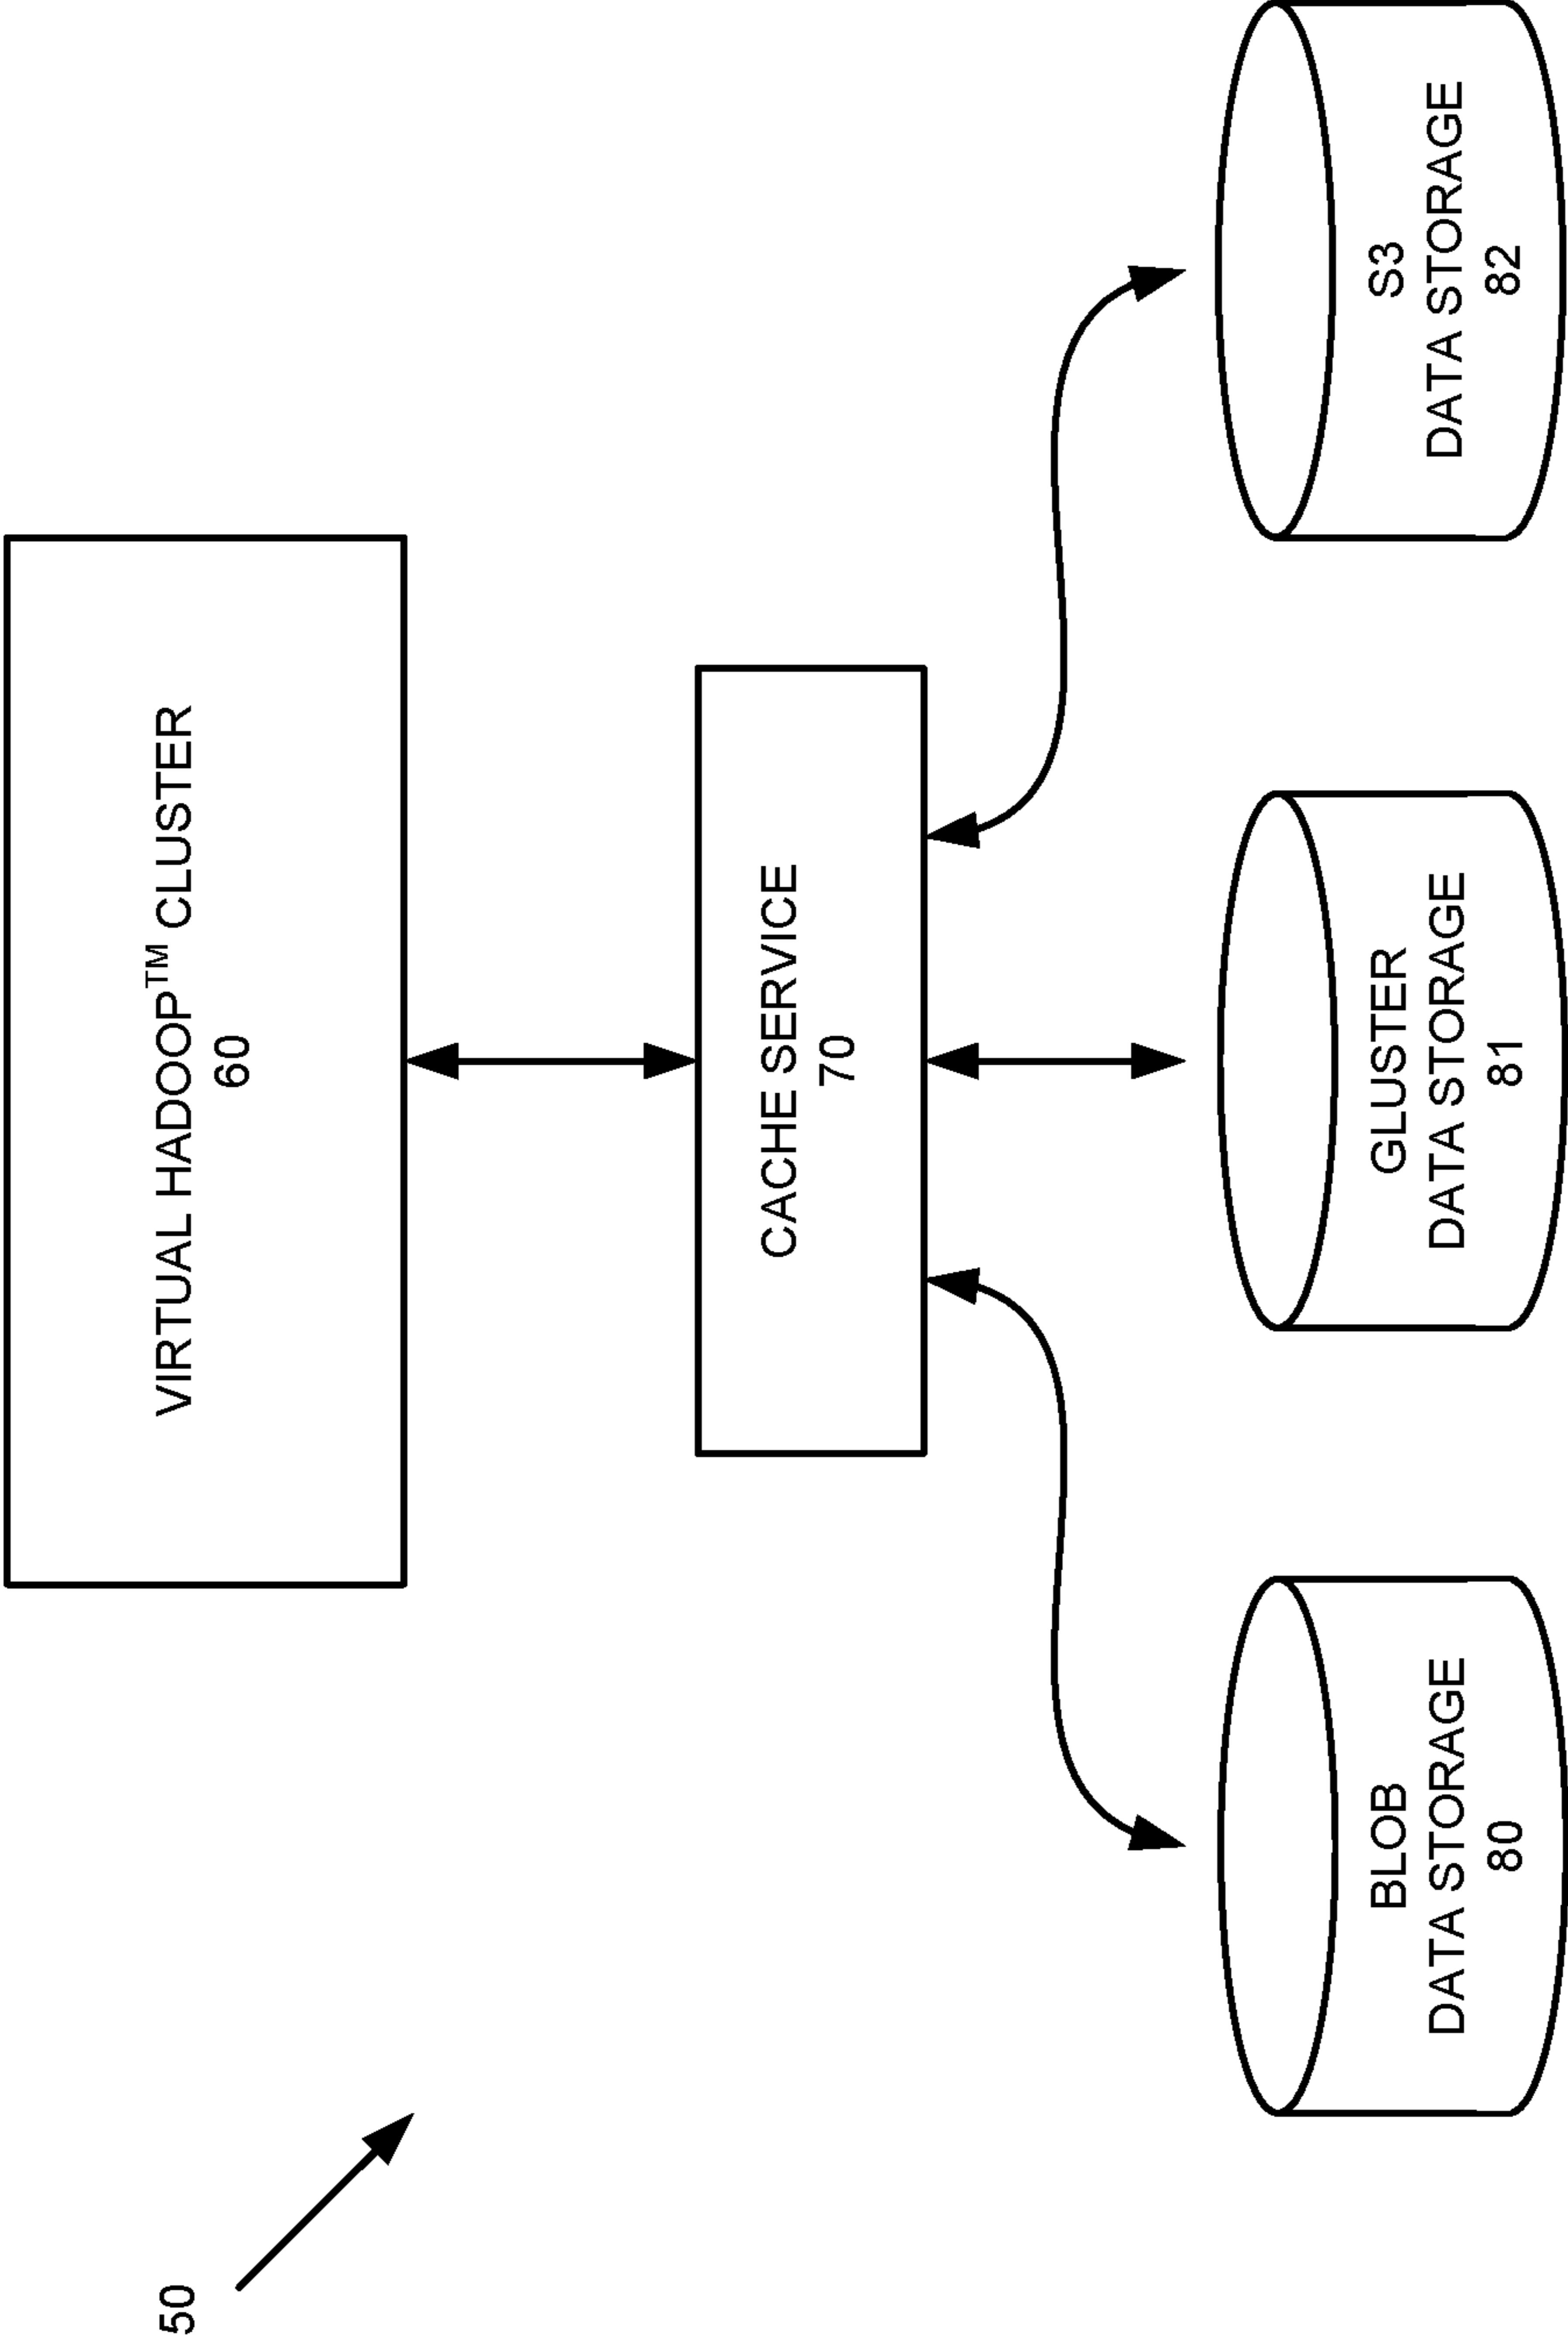 50
VIRTUAL HADOOP™ CLUSTER
60
CACHE SERVICE
70
BLOB
DATA STORAGE
80
GLUSTER
DATA STORAGE
81
S3
DATA STORAGE
82